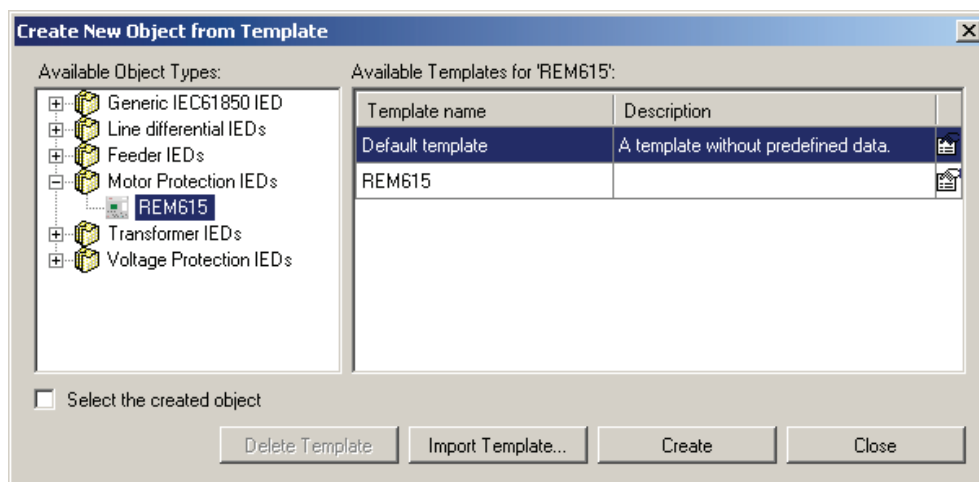 Create New Object from Template
Available Object Types:
Generic IEC61850 IED
Line differential IEDs
Feeder IEDs
Motor Protection IEDs
REM615
Transformer IEDs
Voltage Protection IEDs
Available Templates for 'REM615':
Template name Description
Default template A template without predefined data.
REM615
Select the created object
Delete Template Import Template... Create Close